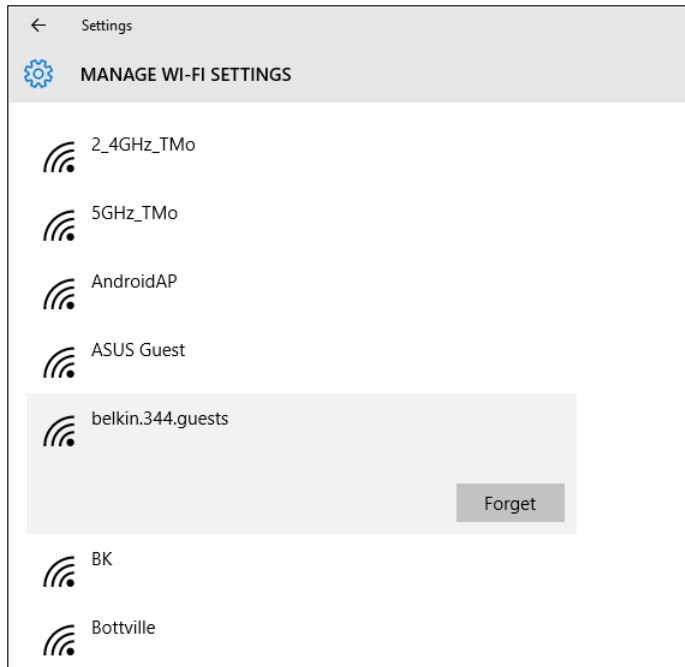 Settings
MANAGE WI-FI SETTINGS
2_4GHz_TMo
5GHz_TMo
AndroidAP
ASUS Guest
belkin.344.guests
Forget
BK
Bottville